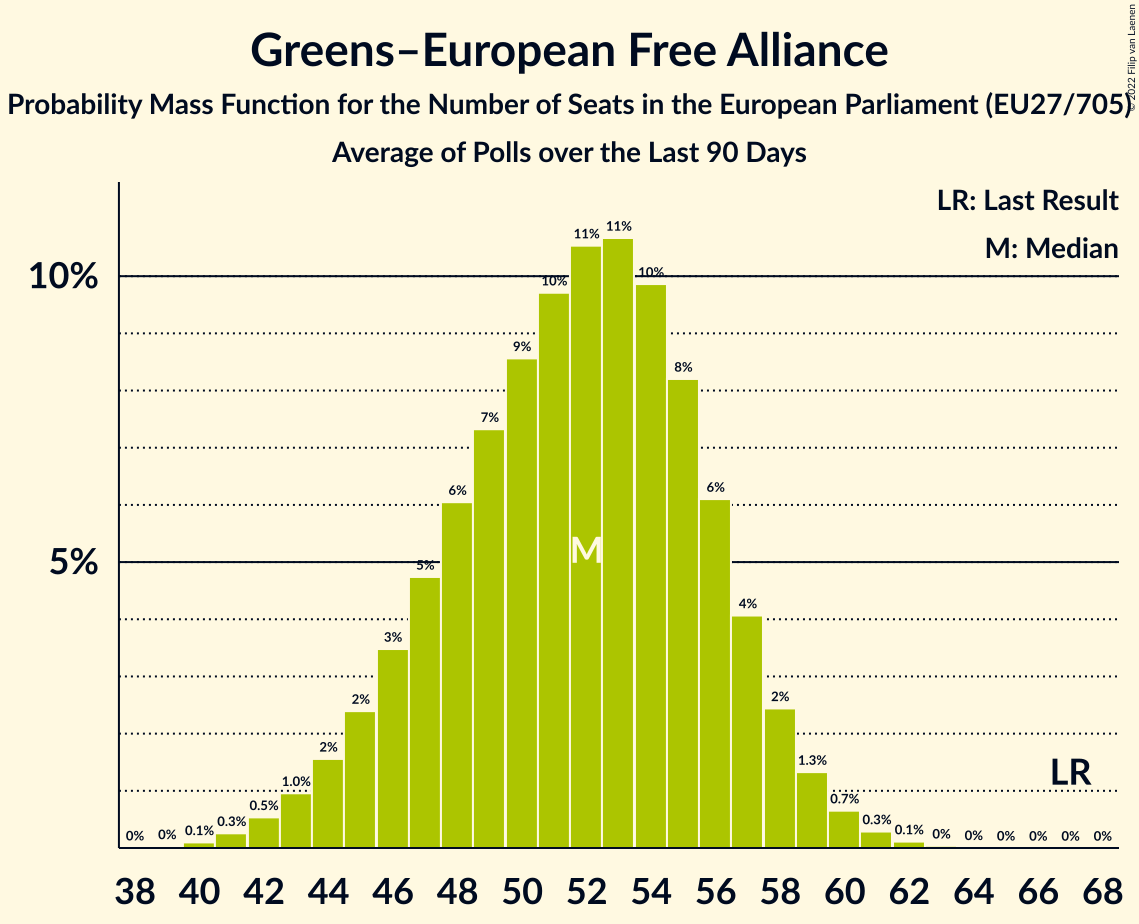 Greens–European Free Alliance
Probability Mass Function for the Number of Seats in the European Parliament (EU27/705)
Average of Polls over the Last 90 Days
© 2022 Filip van Laenen
LR: Last Result
M: Median
10%
5%
0% 0% 0.1% 0.3% 0.5% 1.0% 2% 2% 3% 5% 6% 7% 9% 10% 11% 11% 10% 8% 6% 4% 2% 1.3% 0.7% 0.3% 0.1% 0% 0% 0% 0% 0% 0%
M
LR
38 40 42 44 46 48 50 52 54 56 58 60 62 64 66 68